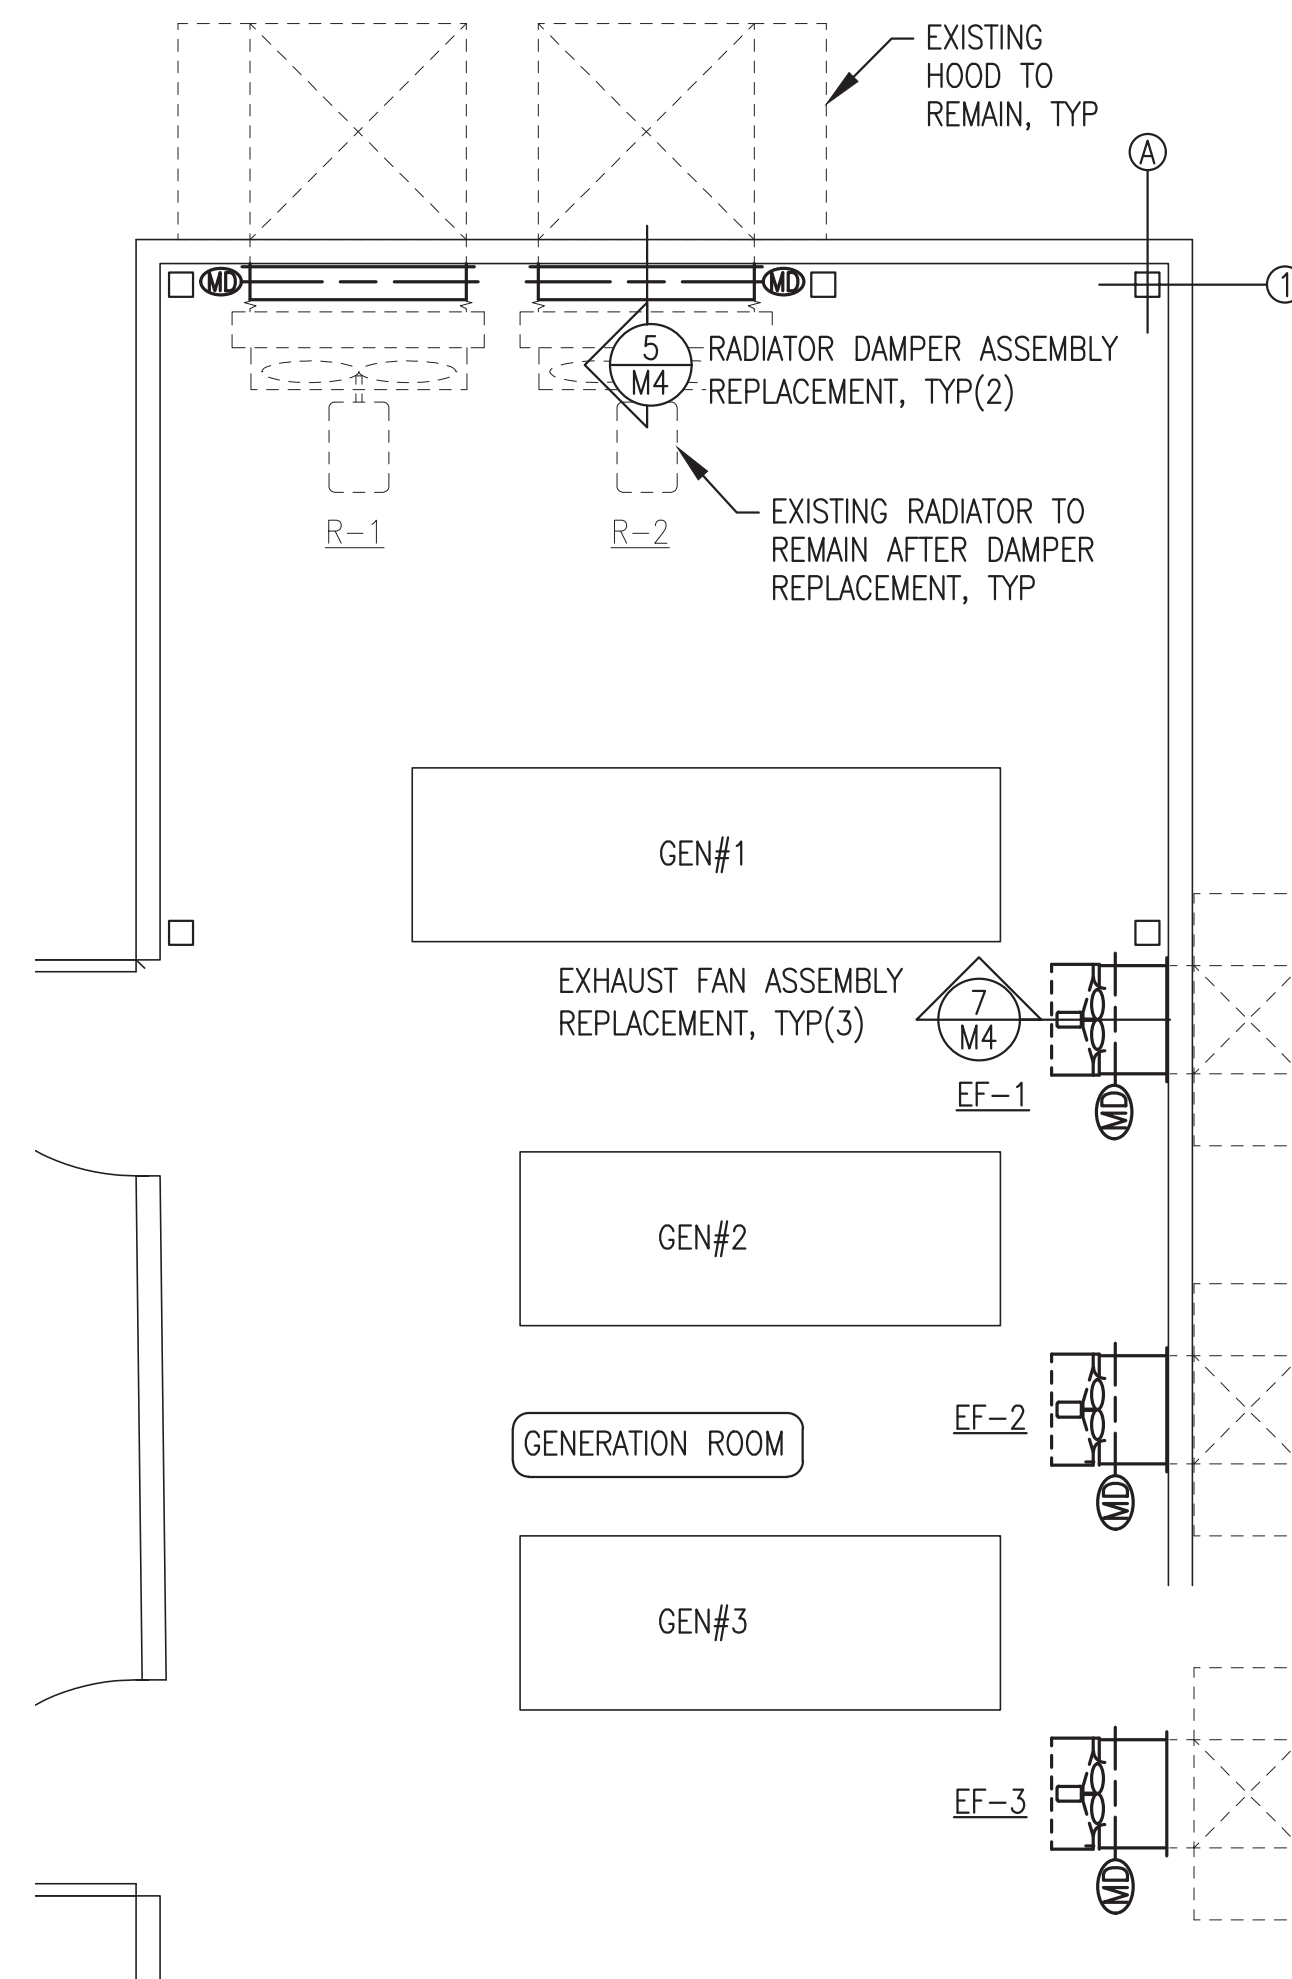 EXISTING
HOOD TO
REMAIN, TYP
A
MD
MD
1
5
M4
RADIATOR DAMPER ASSEMBLY
REPLACEMENT, TYP(2)
EXISTING RADIATOR TO
REMAIN AFTER DAMPER
REPLACEMENT, TYP
R-1
R-2
GEN#1
EXHAUST FAN ASSEMBLY
REPLACEMENT, TYP(3)
7
M4
EF-1
MD
GEN#2
EF-2
GENERATION ROOM
MD
GEN#3
EF-3
MD